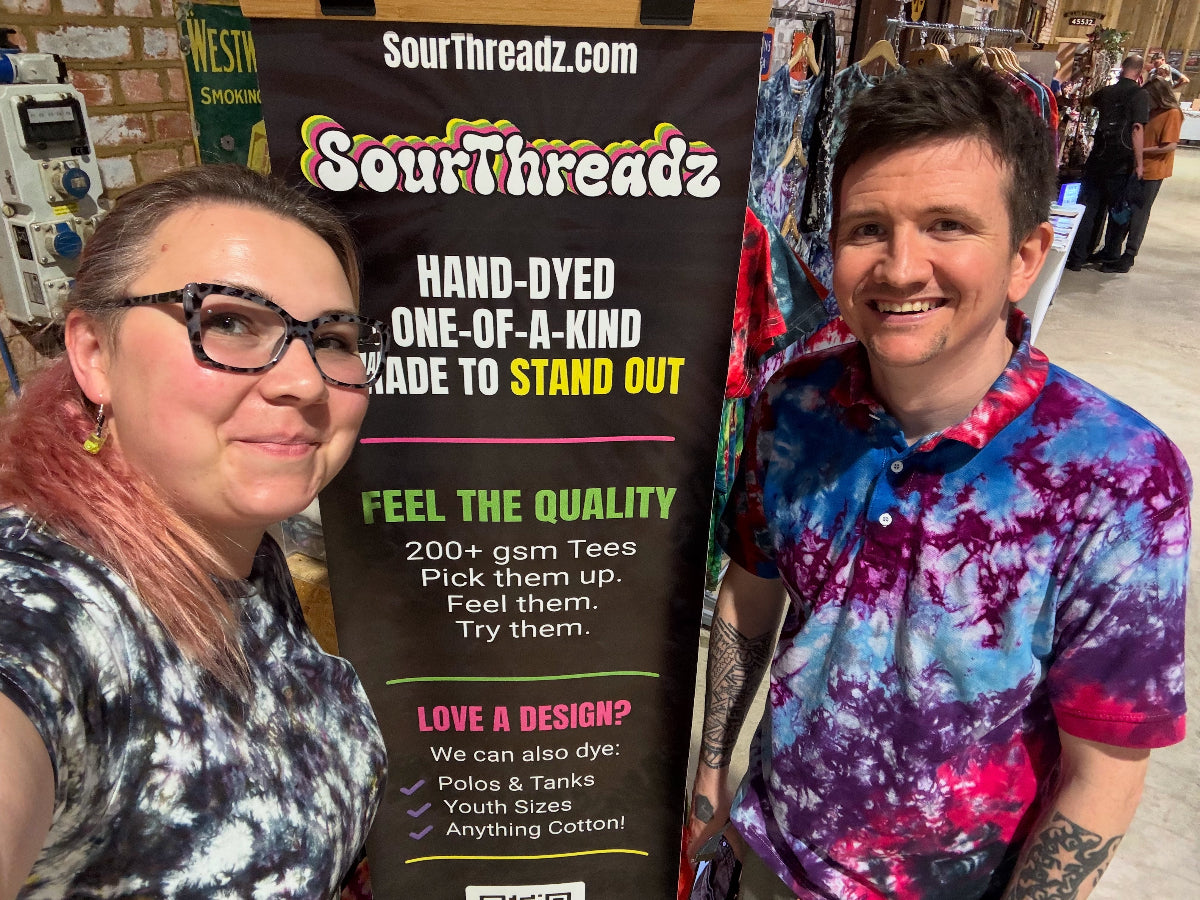 SourThreadz.com
SourThreadz
HAND-DYED
ONE-OF-A-KIND
MADE TO STAND OUT
FEEL THE QUALITY
200+ gsm Tees
Pick them up.
Feel them.
Try them.
LOVE A DESIGN?
We can also dye:
Polos & Tanks
Youth Sizes
Anything Cotton!
WESTW
SMOKING
45532